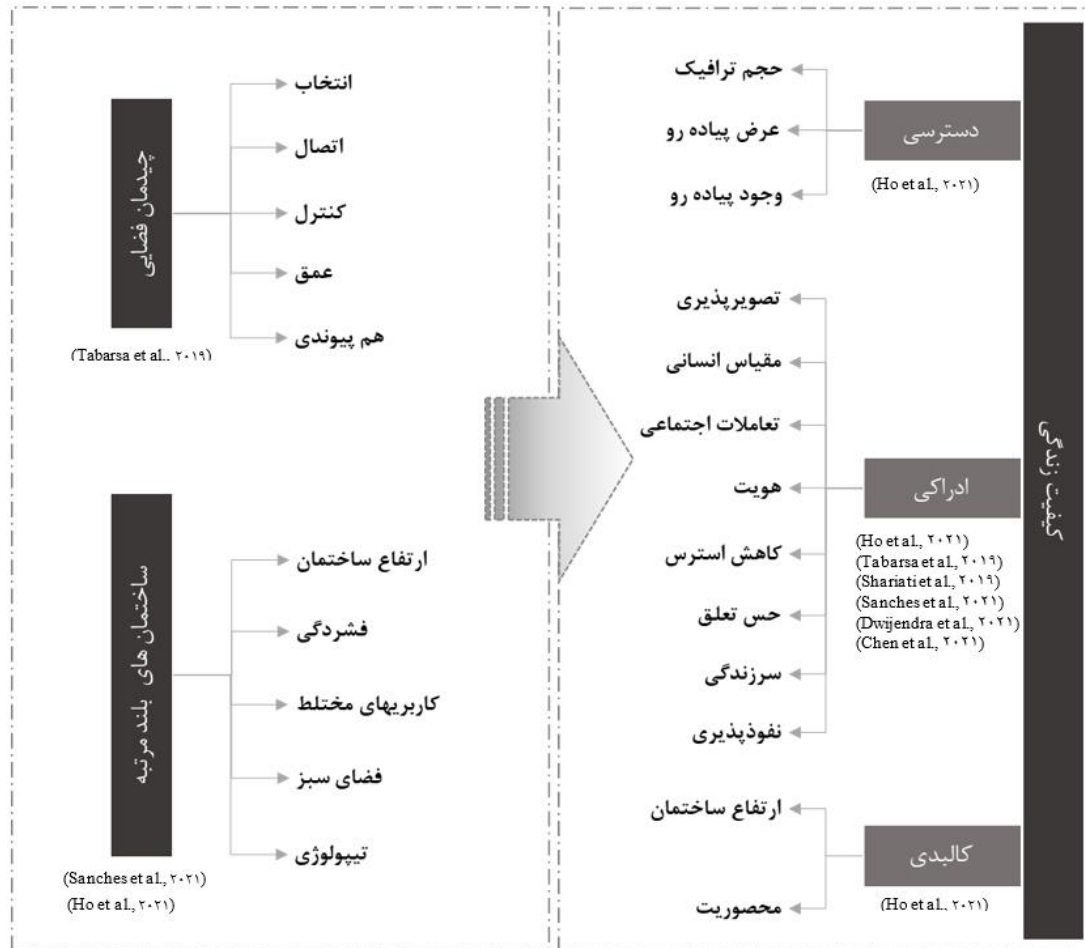 کیفیت زندگی
دسترسی
(Ho et al., ۲۰۲۱)
حجم ترافیک
عرض پیاده رو
وجود پیاده رو
ادراکی
(Ho et al., ۲۰۲۱)
(Tabarsa et al., ۲۰۱۹)
(Shariati et al., ۲۰۱۹)
(Sanches et al., ۲۰۲۱)
(Dwijendra et al., ۲۰۲۱)
(Chen et al., ۲۰۲۱)
تصویرپذیری
مقیاس انسانی
تعاملات اجتماعی
هویت
کاهش استرس
حس تعلق
سرزندگی
نفوذپذیری
کالبدی
(Ho et al., ۲۰۲۱)
ارتفاع ساختمان
محصوریت
چیدمان فضایی
(Tabarsa et al., ۲۰۱۹)
انتخاب
اتصال
کنترل
عمق
هم پیوندی
ساختمان های بلند مرتبه
(Sanches et al., ۲۰۲۱)
(Ho et al., ۲۰۲۱)
ارتفاع ساختمان
فشردگی
کاربریهای مختلط
فضای سبز
تیپولوژی